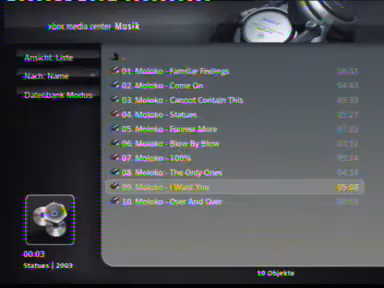 xbox media center Musik
Ansicht: Liste
Nach: Name
Datenbank Modus
01. Moloko - Familiar Feelings
02. Moloko - Come On
03. Moloko - Cannot Contain This
04. Moloko - Statues
05. Moloko - Forever More
06. Moloko - Blow By Blow
07. Moloko - 100%
08. Moloko - The Only Ones
09. Moloko - I Want You 05:08
10. Moloko - Over And Over
00:03
Statues | 2003
10 Objekte